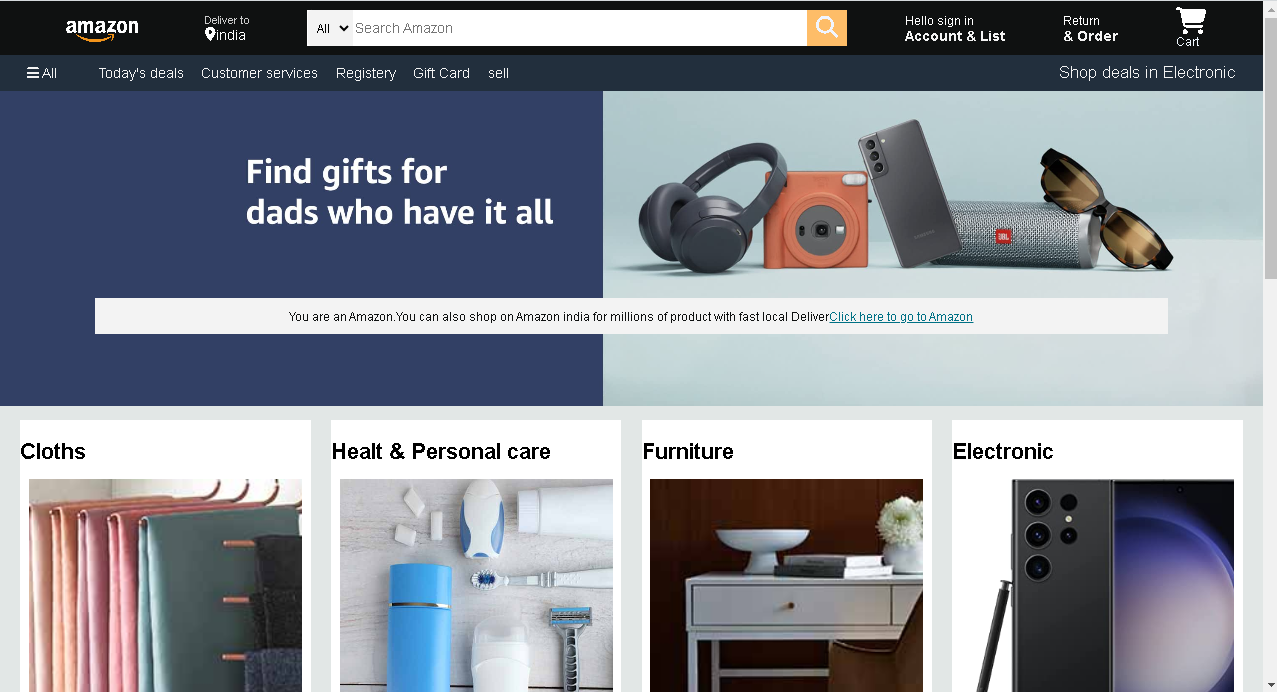 amazon
Deliver to
india
All
Search Amazon
Hello sign in
Account & List
Return
& Order
Cart
All
Today's deals
Customer services
Registery
Gift Card
sell
Shop deals in Electronic
Find gifts for
dads who have it all
SAMSUNG
JBL
You are an Amazon.You can also shop on Amazon india for millions of product with fast local DeliverClick here to go to Amazon
Cloths
Healt & Personal care
Furniture
Electronic